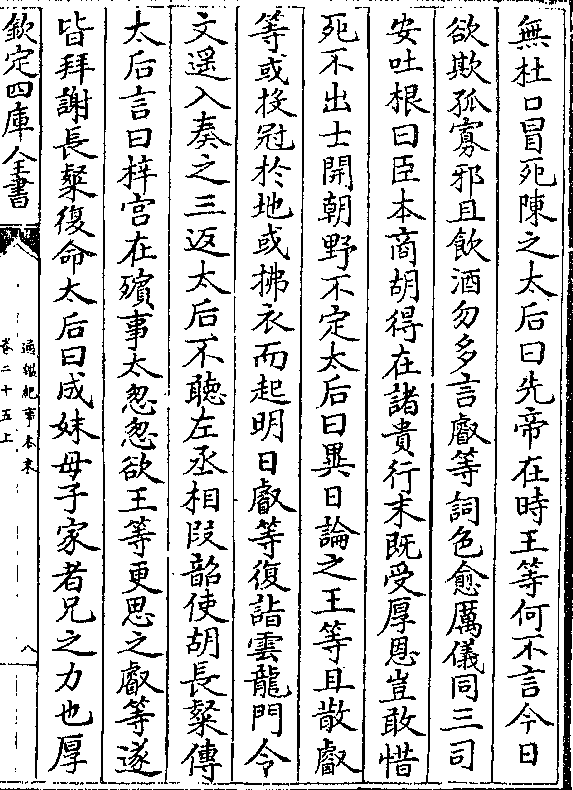 無杜口冒死陳之太后曰先帝在時王等何不言今日
欲欺孤寡邪且飲酒勿多言叡等詞色愈厲儀同三司
安吐根曰臣本商胡得在諸貴行末既受厚恩豈敢惜
死不出士開朝野不定太后曰異日論之王等且散叡
等或投冠於地或拂衣而起明日叡等復詣雲龍門令
文遥入奏之三返太后不聽左丞相段韶使胡長粲傳
太后言曰梓宫在殯事太怱怱欲王等更思之叡等遂
皆拜謝長粲復命太后曰成妹母子家者兄之力也厚
欽定四庫全書
通鑑紀事本末
卷二十五上
八